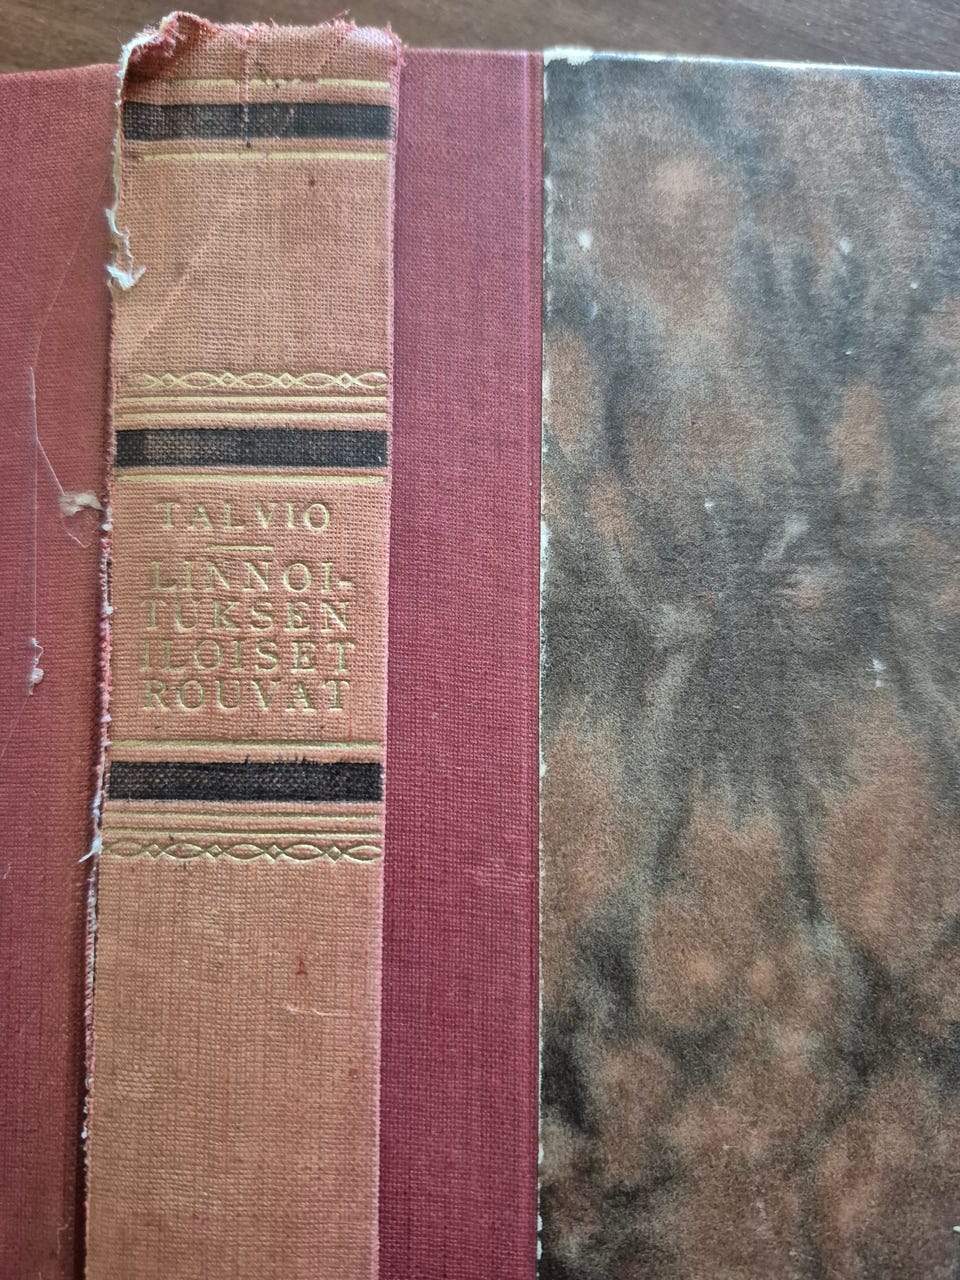 TALVIO
LINNOI-
TUKSEN
ILOISET
ROUVAT